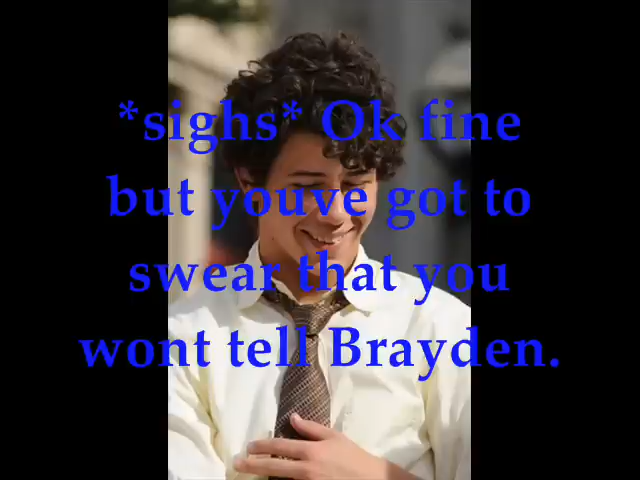 *sighs* Ok fine
but youve got to
swear that you
wont tell Brayden.